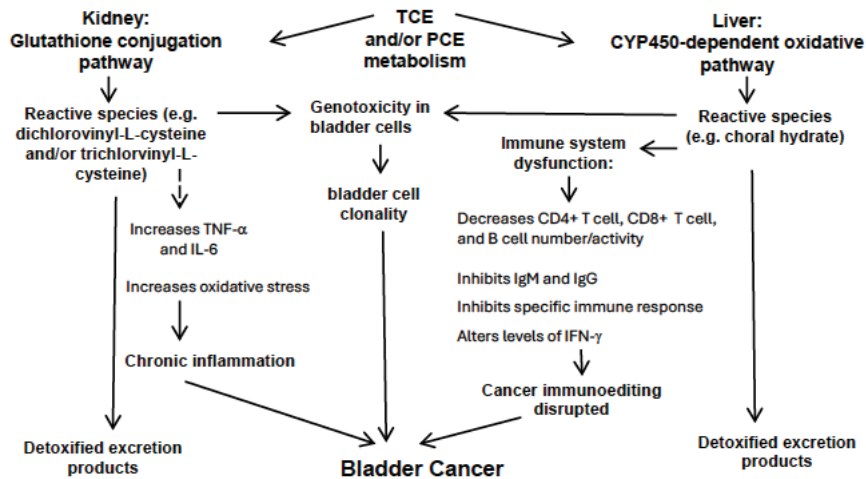 Kidney:
Glutathione conjugation
pathway
TCE
and/or PCE
metabolism
Liver:
CYP450-dependent oxidative
pathway
Reactive species (e.g.
dichlorovinyl-L-cysteine
and/or trichlorvinyl-L-
cysteine)
Genotoxicity in
bladder cells
Reactive species
(e.g. choral hydrate)
Immune system
dysfunction:
bladder cell
clonality
Increases TNF-α
and IL-6
Decreases CD4+ T cell, CD8+ T cell,
and B cell number/activity
Increases oxidative stress
Inhibits IgM and IgG
Inhibits specific immune response
Alters levels of IFN-γ
Chronic inflammation
Cancer immunoediting
disrupted
Detoxified excretion
products
Bladder Cancer
Detoxified excretion
products